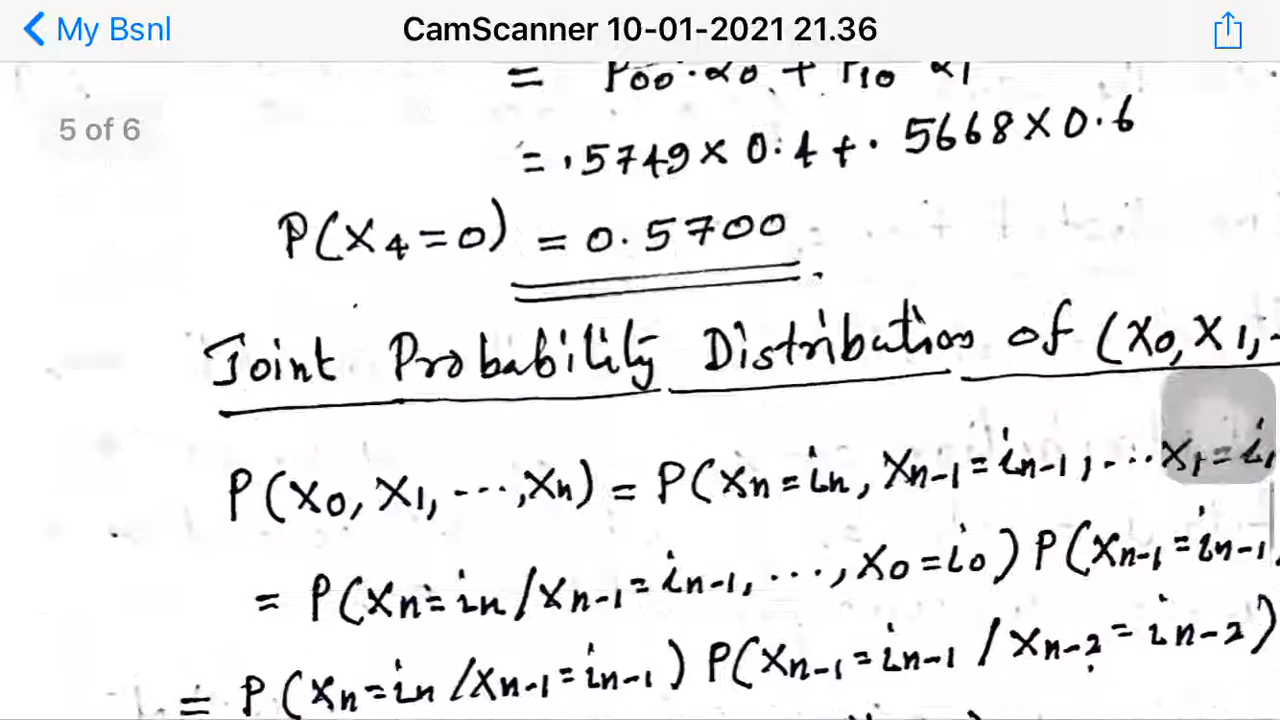 My Bsnl
CamScanner 10-01-2021 21.36
5 of 6
= P00·α0 + P10 α1
= .5749 × 0.4 + .5668 × 0.6
P(X4=0) = 0.5700
Joint Probability Distribution of (X0, X1,
P(X0, X1, ---, Xn) = P(Xn = in, Xn-1 = in-1, ... X1 = i1
= P(Xn = in / Xn-1 = in-1, ..., X0 = i0) P(Xn-1 = in-1
= P(Xn = in / Xn-1 = in-1) P(Xn-1 = in-1 / Xn-2 = in-2)